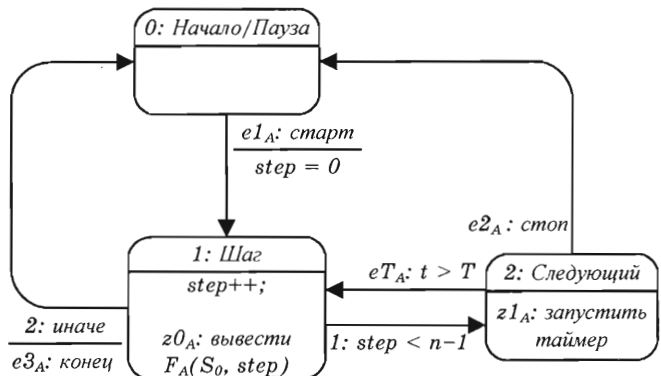 0: Начало/Пауза
e1A: старт
step = 0
e2A: стоп
1: Шаг
step++;
z0A: вывести
FA(S0, step)
eTA: t > T
1: step < n−1
2: Следующий
z1A: запустить
таймер
2: иначе
e3A: конец